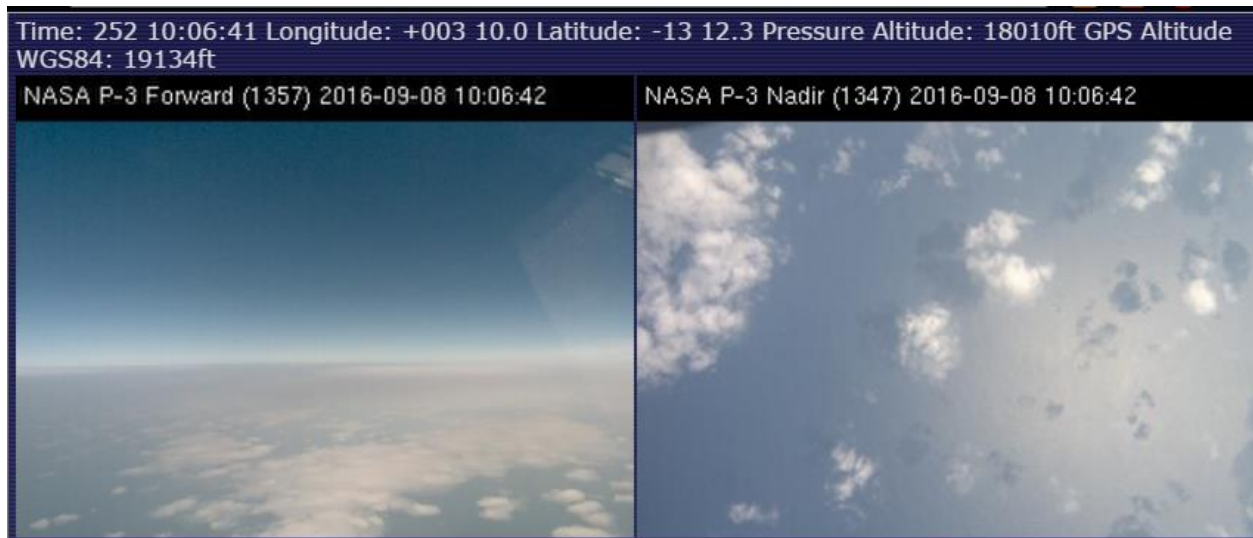 Time: 252 10:06:41 Longitude: +003 10.0 Latitude: -13 12.3 Pressure Altitude: 18010ft GPS Altitude
WGS84: 19134ft
NASA P-3 Forward (1357) 2016-09-08 10:06:42
NASA P-3 Nadir (1347) 2016-09-08 10:06:42